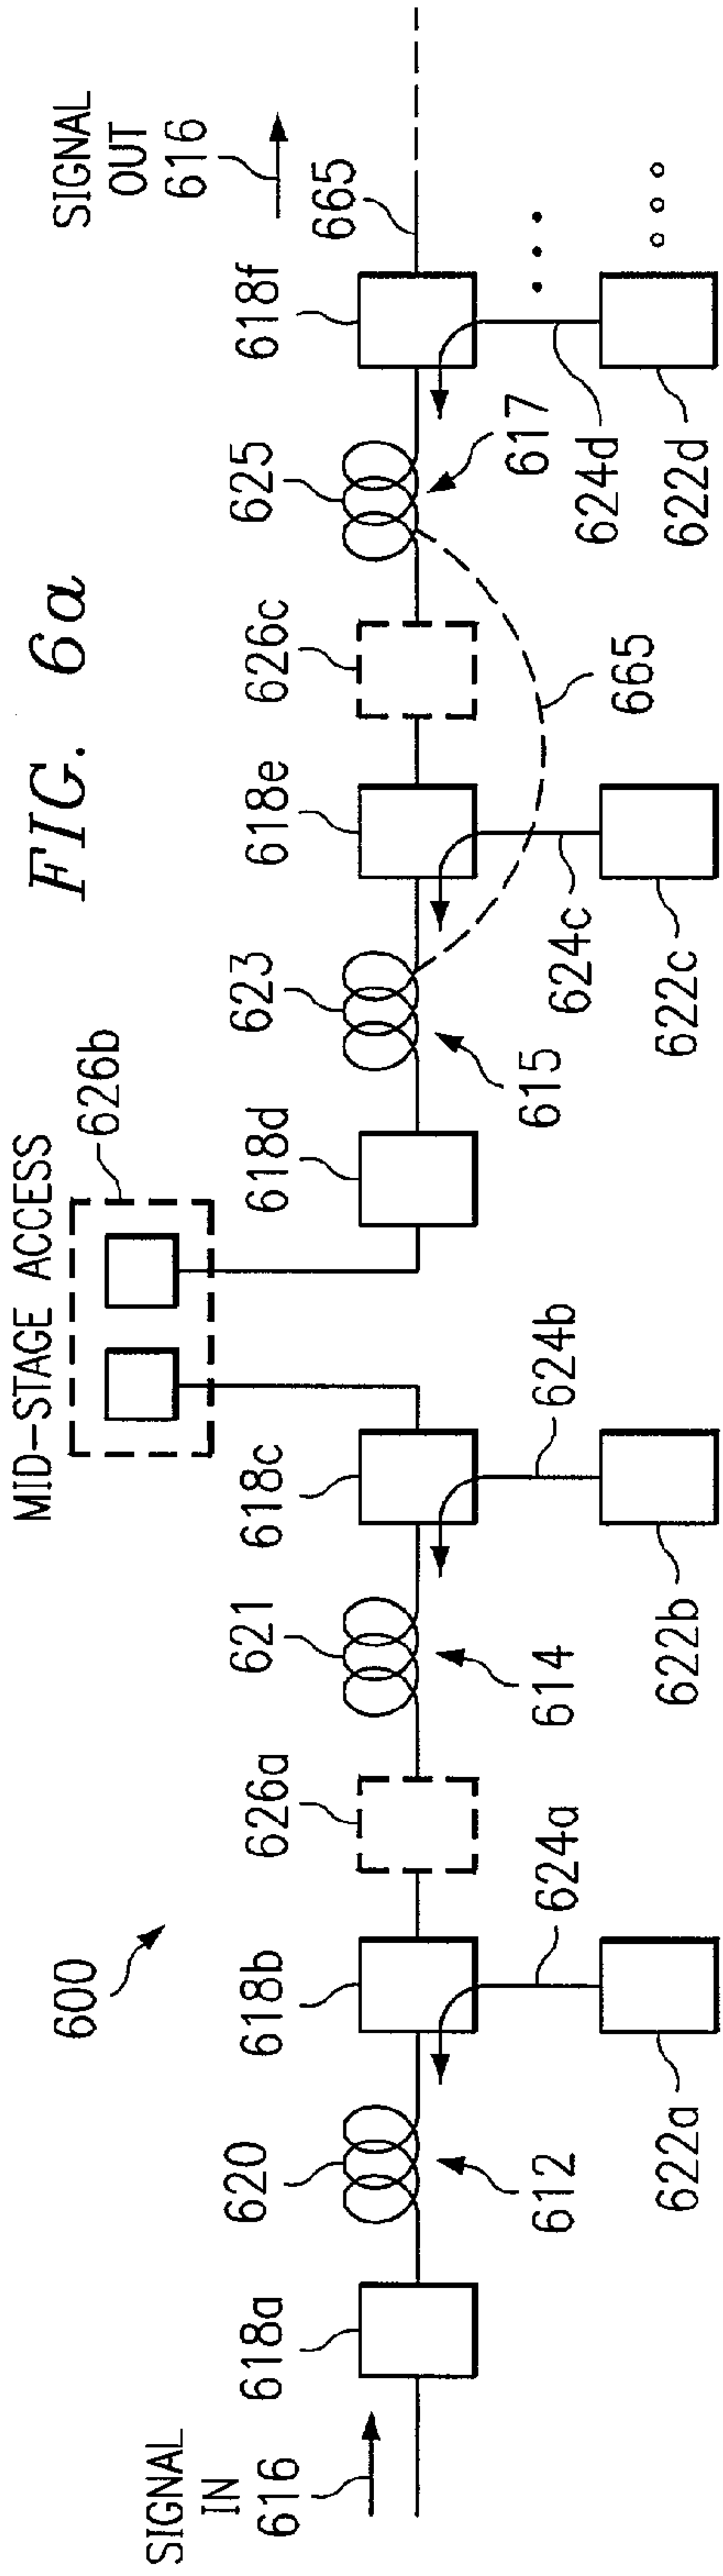 FIG. 6a
600
MID-STAGE ACCESS
626b
SIGNAL
IN
616
SIGNAL
OUT
616
618a
620
618b
626a
621
618c
618d
623
618e
626c
625
618f
665
612
624a
614
624b
615
624c
665
617
624d
622a
622b
622c
622d